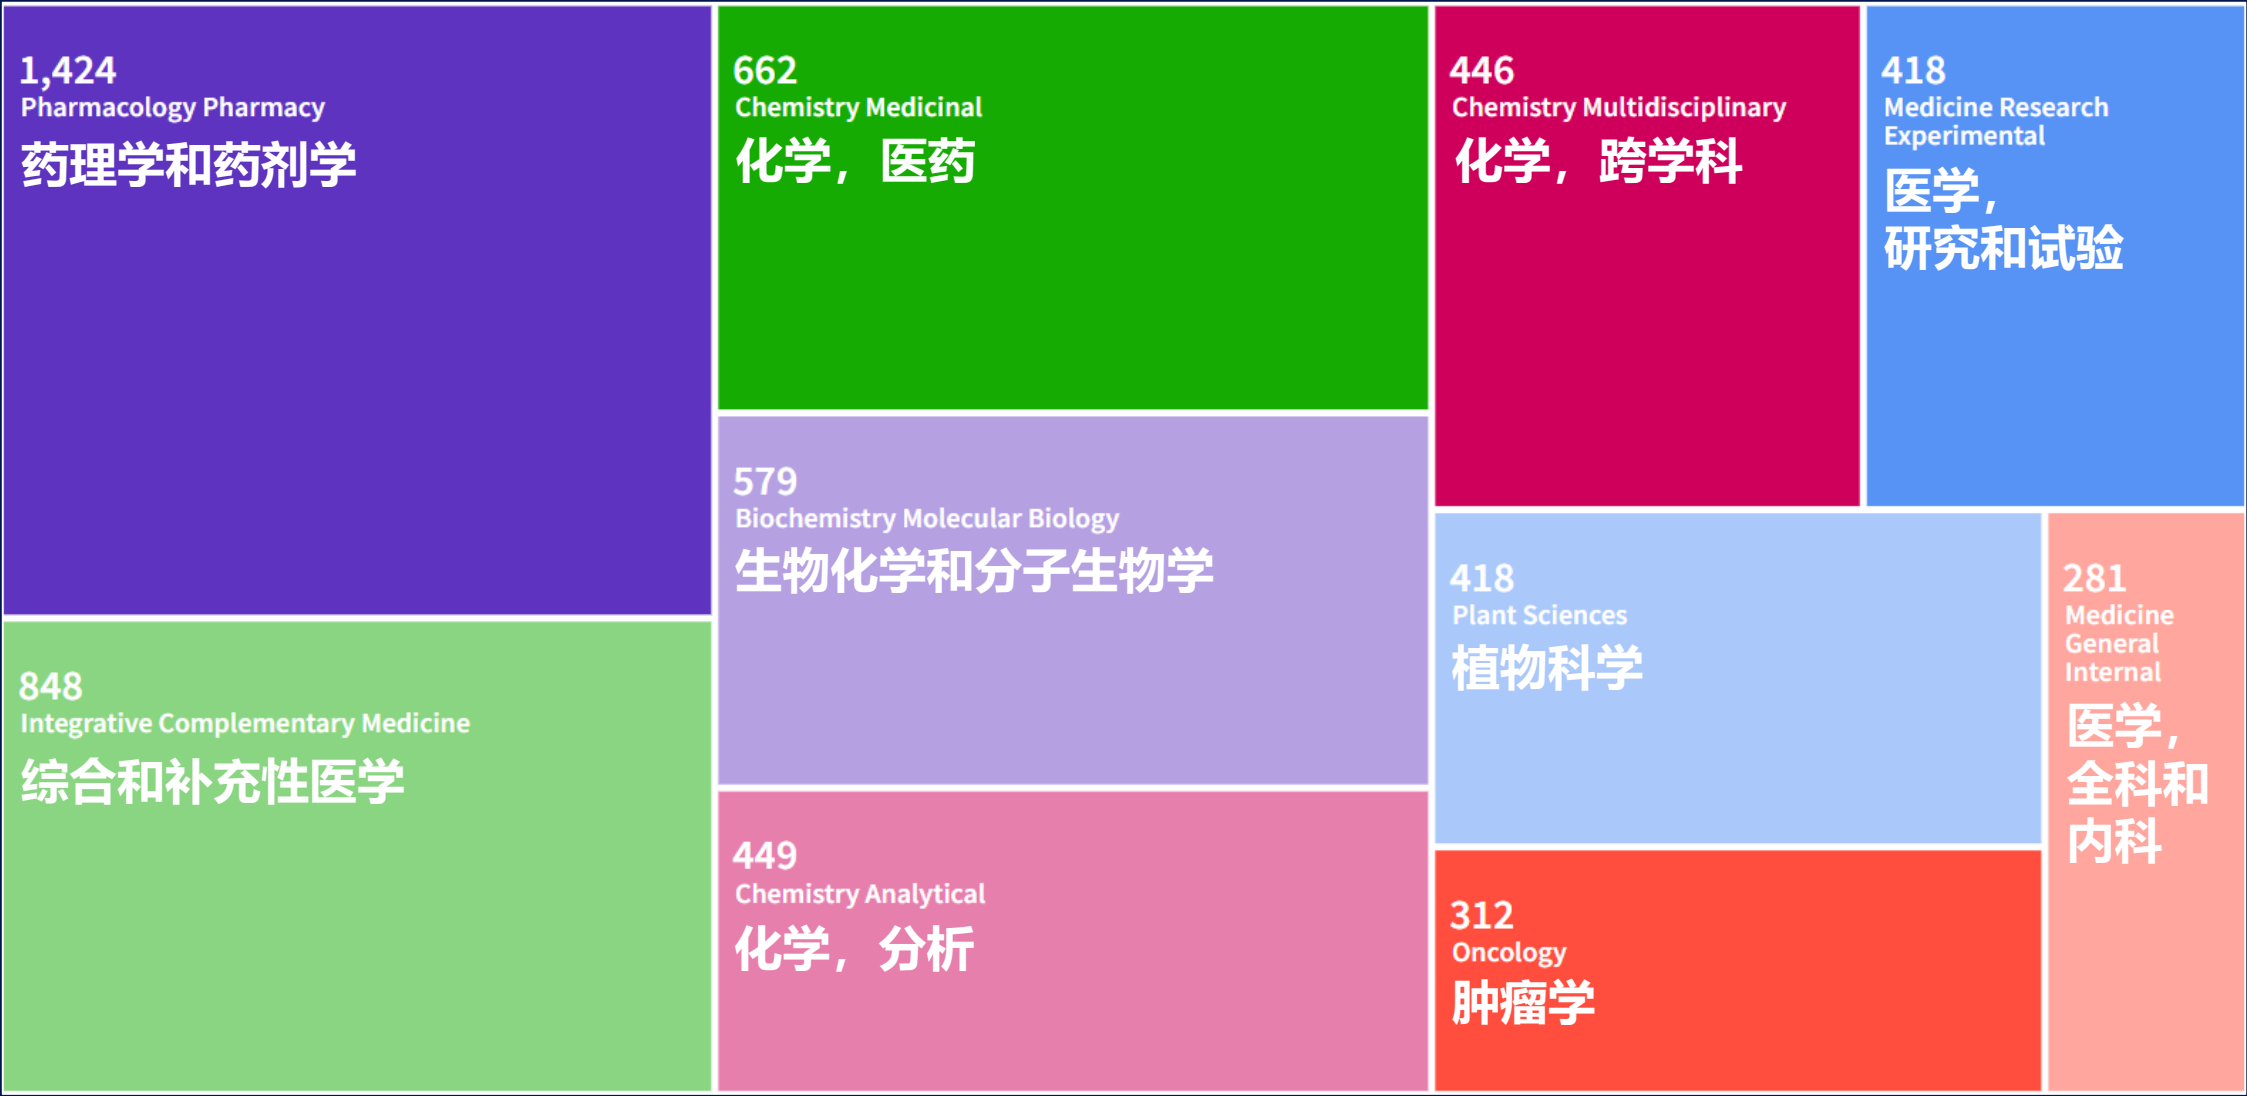 1,424
Pharmacology Pharmacy
药理学和药剂学
848
Integrative Complementary Medicine
综合和补充性医学
662
Chemistry Medicinal
化学，医药
579
Biochemistry Molecular Biology
生物化学和分子生物学
449
Chemistry Analytical
化学，分析
446
Chemistry Multidisciplinary
化学，跨学科
418
Medicine Research
Experimental
医学，
研究和试验
418
Plant Sciences
植物科学
312
Oncology
肿瘤学
281
Medicine
General
Internal
医学，
全科和
内科